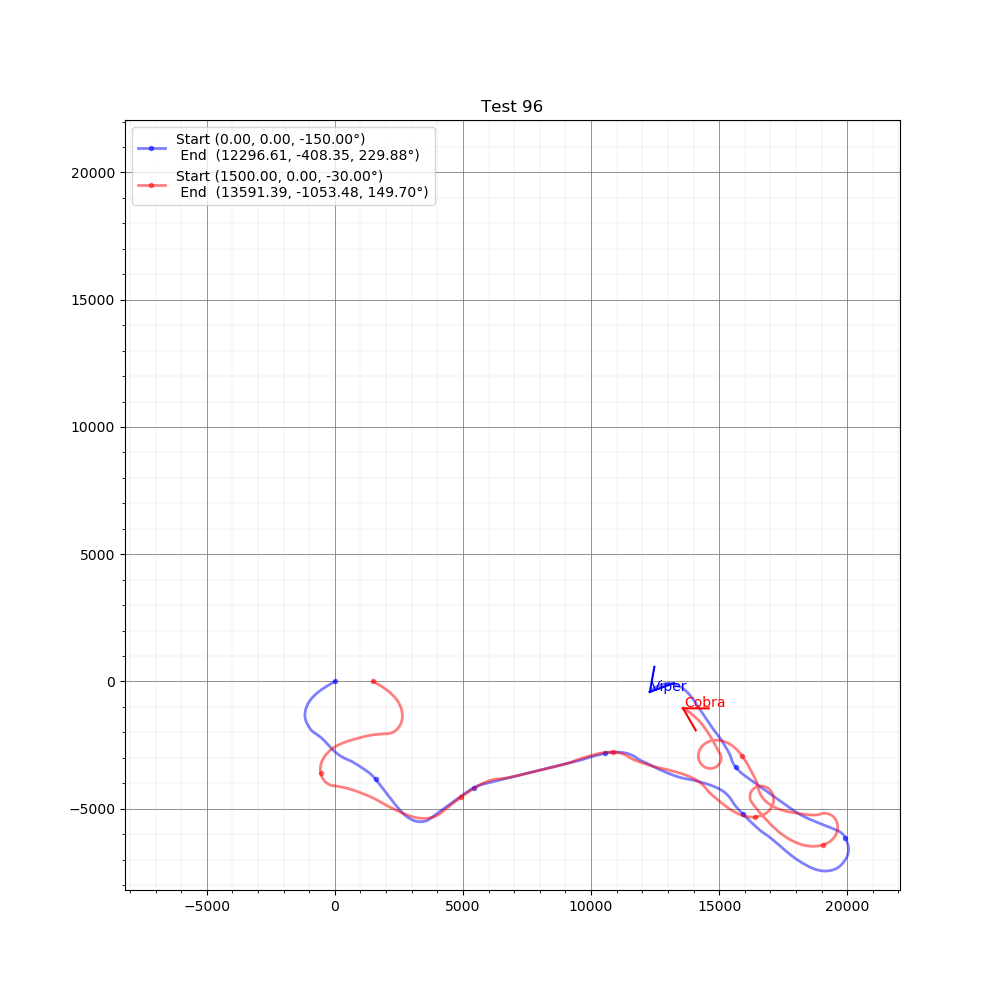 Test 96
Start (0.00, 0.00, -150.00°)
End (12296.61, -408.35, 229.88°)
Start (1500.00, 0.00, -30.00°)
End (13591.39, -1053.48, 149.70°)
20000
15000
10000
5000
0
−5000
Viper
Cobra
−5000
0
5000
10000
15000
20000